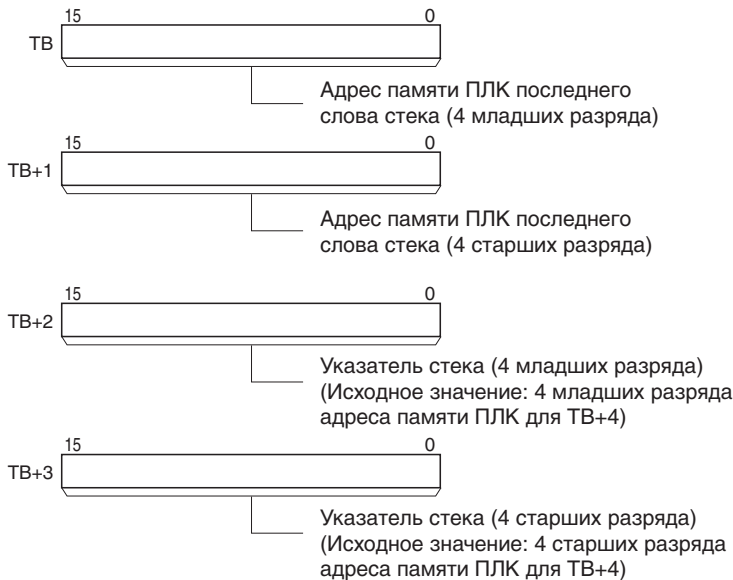 15 0
TB
Адрес памяти ПЛК последнего
слова стека (4 младших разряда)
15 0
TB+1
Адрес памяти ПЛК последнего
слова стека (4 старших разряда)
15 0
TB+2
Указатель стека (4 младших разряда)
(Исходное значение: 4 младших разряда
адреса памяти ПЛК для TB+4)
15 0
TB+3
Указатель стека (4 старших разряда)
(Исходное значение: 4 старших разряда
адреса памяти ПЛК для TB+4)